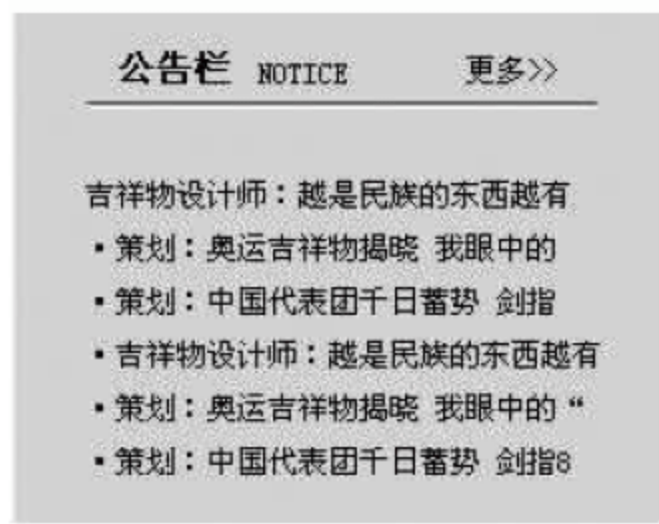 公告栏 NOTICE 更多>>
吉祥物设计师：越是民族的东西越有
▪策划：奥运吉祥物揭晓 我眼中的
▪策划：中国代表团千日蓄势 剑指
▪吉祥物设计师：越是民族的东西越有
▪策划：奥运吉祥物揭晓 我眼中的“
▪策划：中国代表团千日蓄势 剑指8